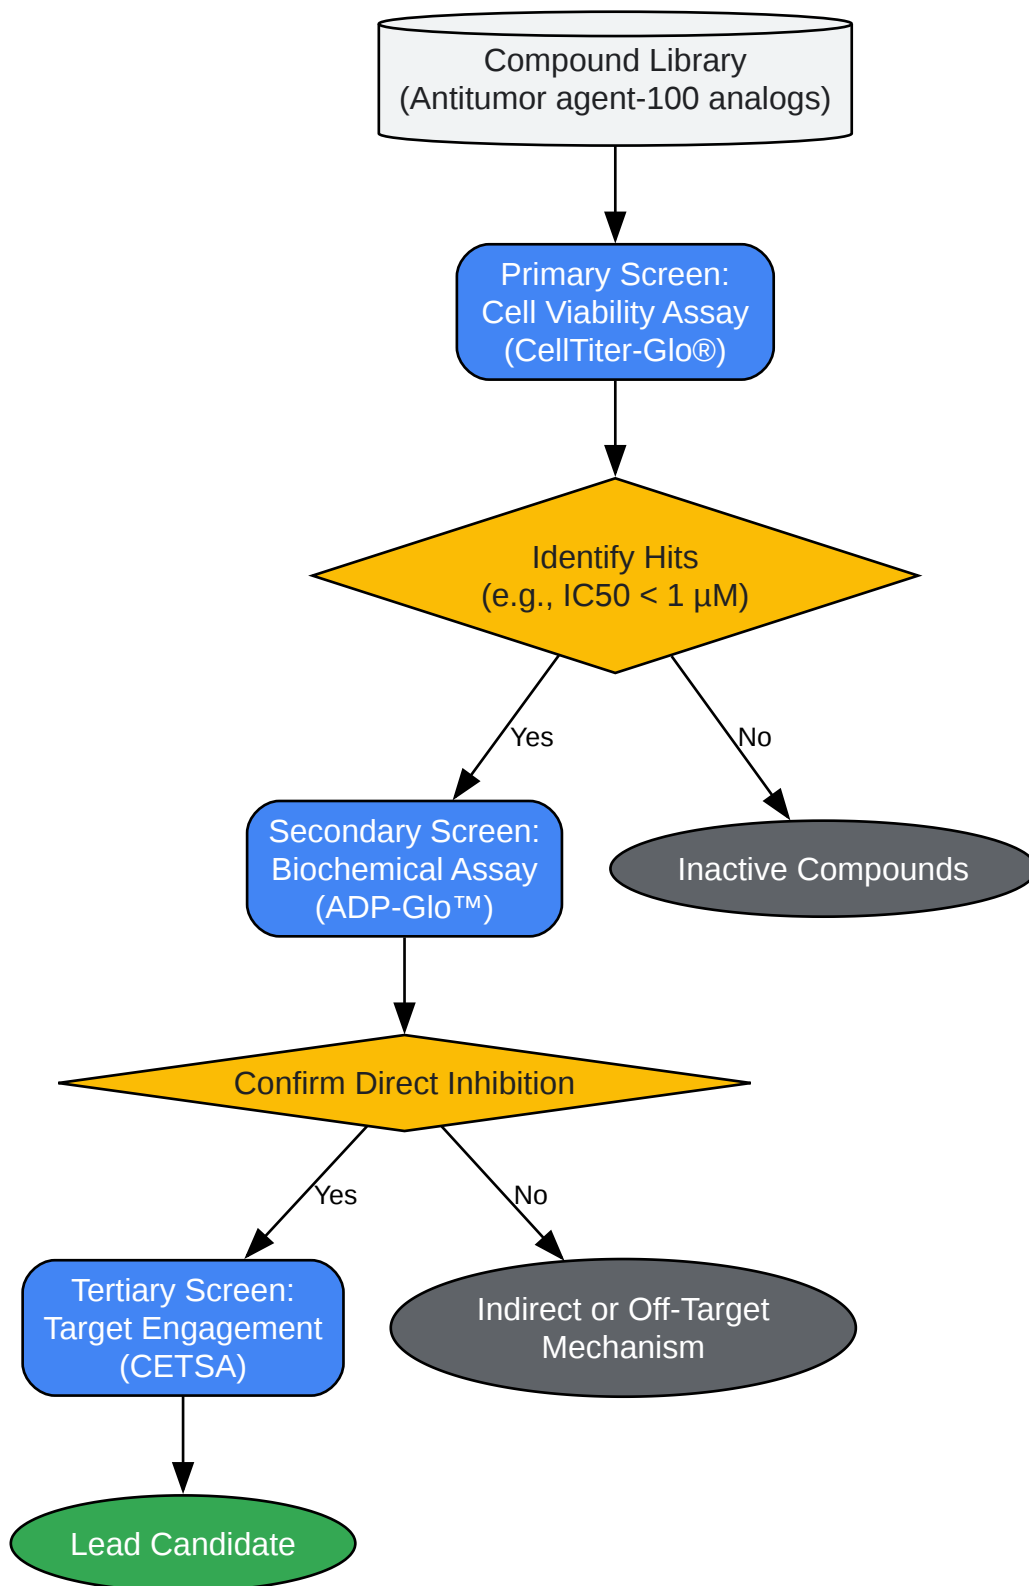 Compound Library
(Antitumor agent-100 analogs)
Primary Screen:
Cell Viability Assay
(CellTiter-Glo®)
Identify Hits
(e.g., IC50 < 1 µM)
Yes
No
Secondary Screen:
Biochemical Assay
(ADP-Glo™)
Inactive Compounds
Confirm Direct Inhibition
Yes
No
Tertiary Screen:
Target Engagement
(CETSA)
Indirect or Off-Target
Mechanism
Lead Candidate